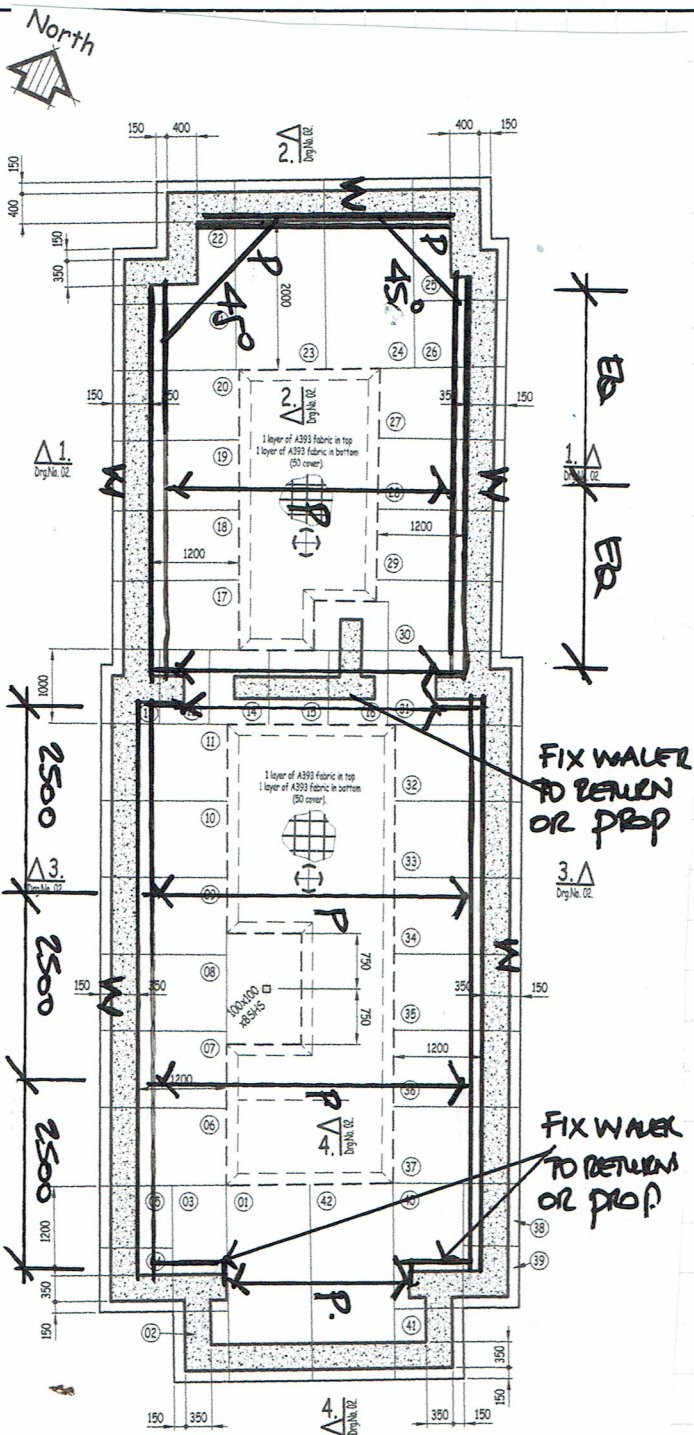 North
150 400
400 150
2.
Drg.No. 02.
W
150
400
150
350
22
P
P
45°
45°
25
2000
23
24 26
EQ
EQ
20
2.
Drg.No. 02.
27
150
35
150
1.
Drg.No. 02.
1.
Drg.No. 02.
1 layer of A393 fabric in top
1 layer of A393 fabric in bottom
(50 cover).
19
W
W
28
P
18
1200
1200
29
17
30
1000
14 15 16
11
FIX WALER
TO RETURN
OR PROP
1 layer of A393 fabric in top
1 layer of A393 fabric in bottom
(50 cover).
32
10
2500
3.
Drg.No. 02.
3.
Drg.No. 02.
33
09
P
34
08
750
750
W
W
150 350
350 150
2500
100x100
x8SHS
35
07
1200
1200
36
06
P
4.
Drg.No. 02.
2500
37
FIX WALER
TO RETURNS
OR PROP.
05 03 01 42 40
38
39
1200
350
150
P.
02
41
350
150
150 350
4.
Drg.No. 02.
350 150